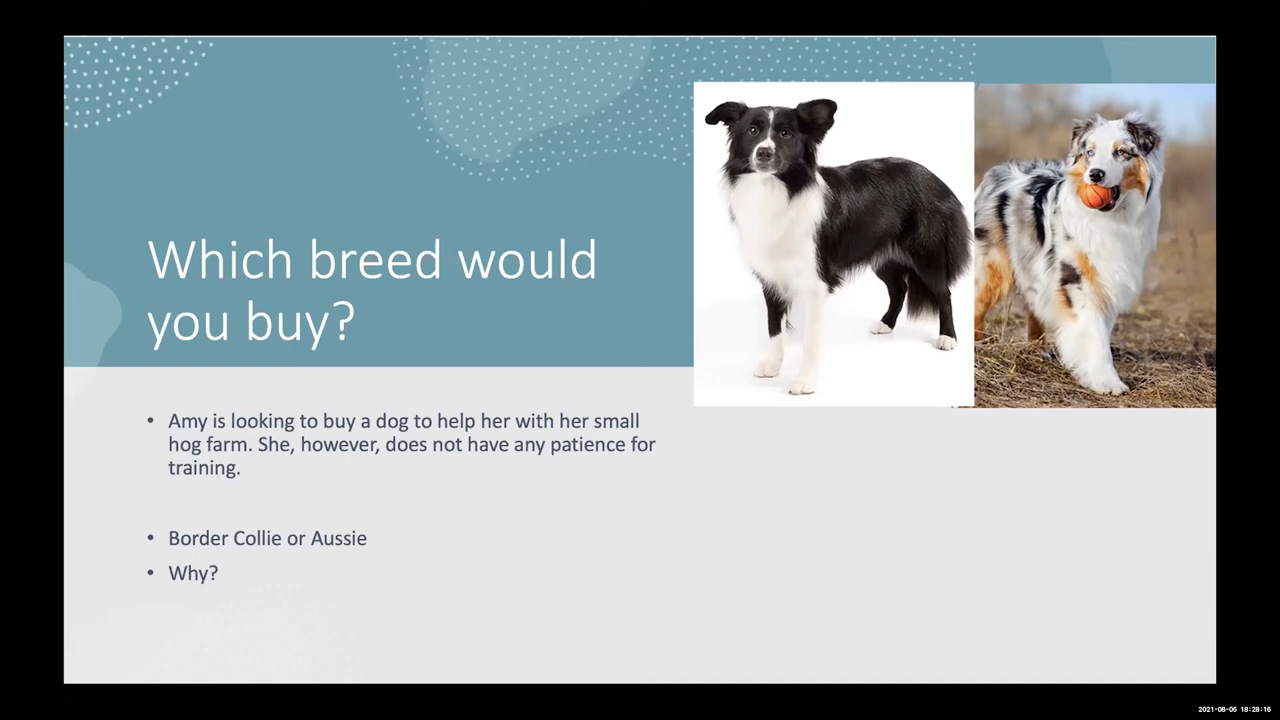 Which breed would
you buy?
• Amy is looking to buy a dog to help her with her small
hog farm. She, however, does not have any patience for
training.
• Border Collie or Aussie
• Why?
2021-08-05 18:28:16